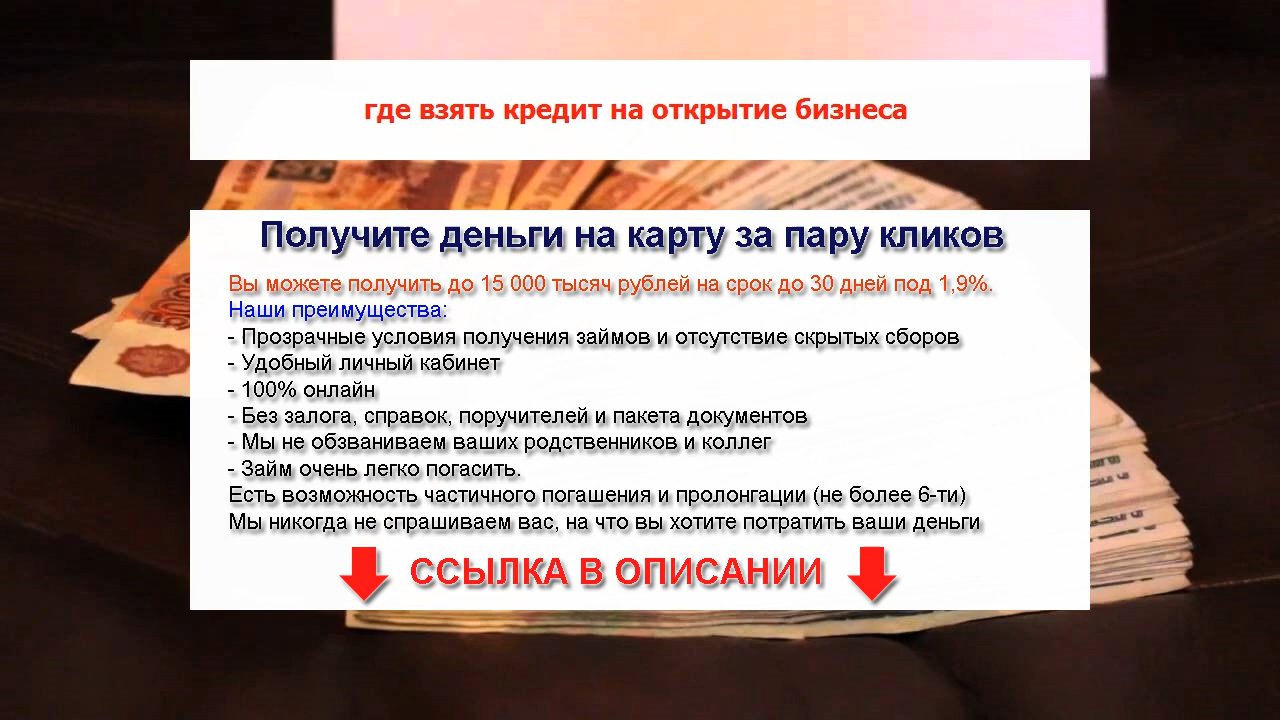 где взять кредит на открытие бизнеса
Получите деньги на карту за пару кликов
Вы можете получить до 15 000 тысяч рублей на срок до 30 дней под 1,9%.
Наши преимущества:
- Прозрачные условия получения займов и отсутствие скрытых сборов
- Удобный личный кабинет
- 100% онлайн
- Без залога, справок, поручителей и пакета документов
- Мы не обзваниваем ваших родственников и коллег
- Займ очень легко погасить.
Есть возможность частичного погашения и пролонгации (не более 6-ти)
Мы никогда не спрашиваем вас, на что вы хотите потратить ваши деньги
ССЫЛКА В ОПИСАНИИ